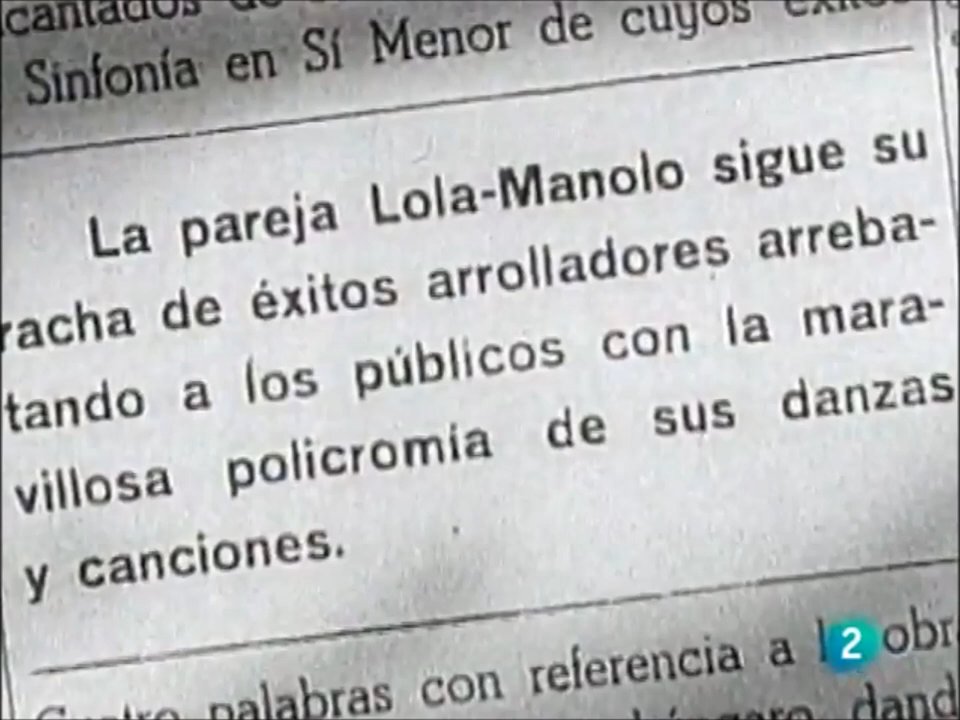 Sinfonía en Sí Menor de cuyos
La pareja Lola-Manolo sigue su
racha de éxitos arrolladores arreba-
tando a los públicos con la mara-
villosa policromía de sus danzas
y canciones.
palabras con referencia a
2